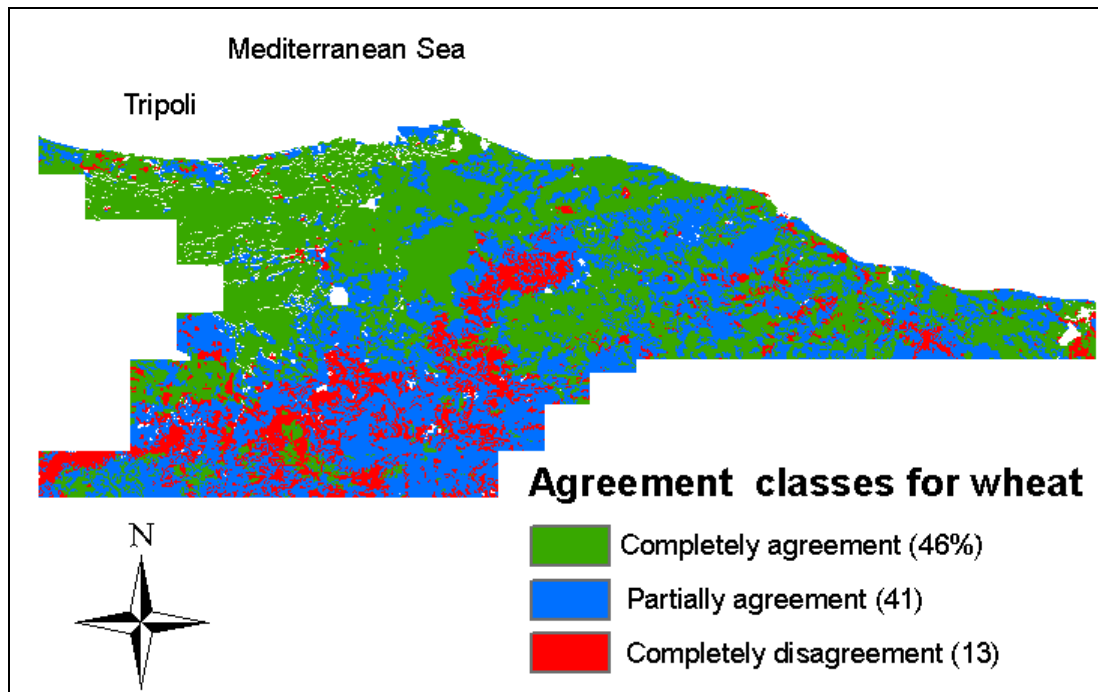 Mediterranean Sea
Tripoli
Agreement classes for wheat
Completely agreement (46%)
Partially agreement (41)
Completely disagreement (13)
N